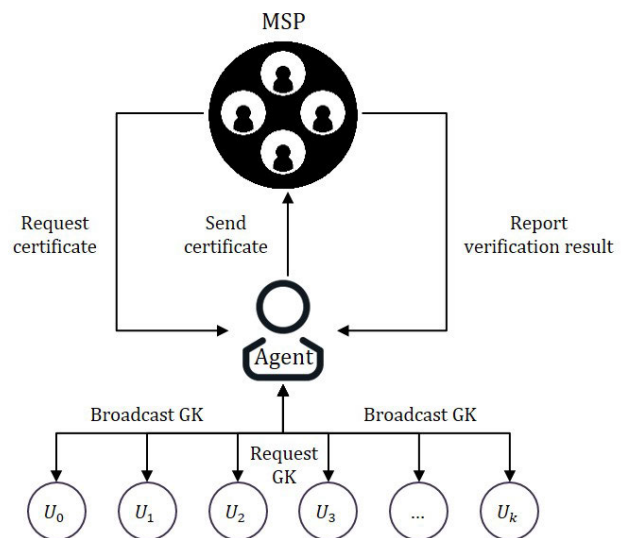 MSP
Request
certificate
Send
certificate
Report
verification result
Agent
Broadcast GK
Broadcast GK
Request
GK
U₀
U₁
U₂
U₃
...
Uₖ